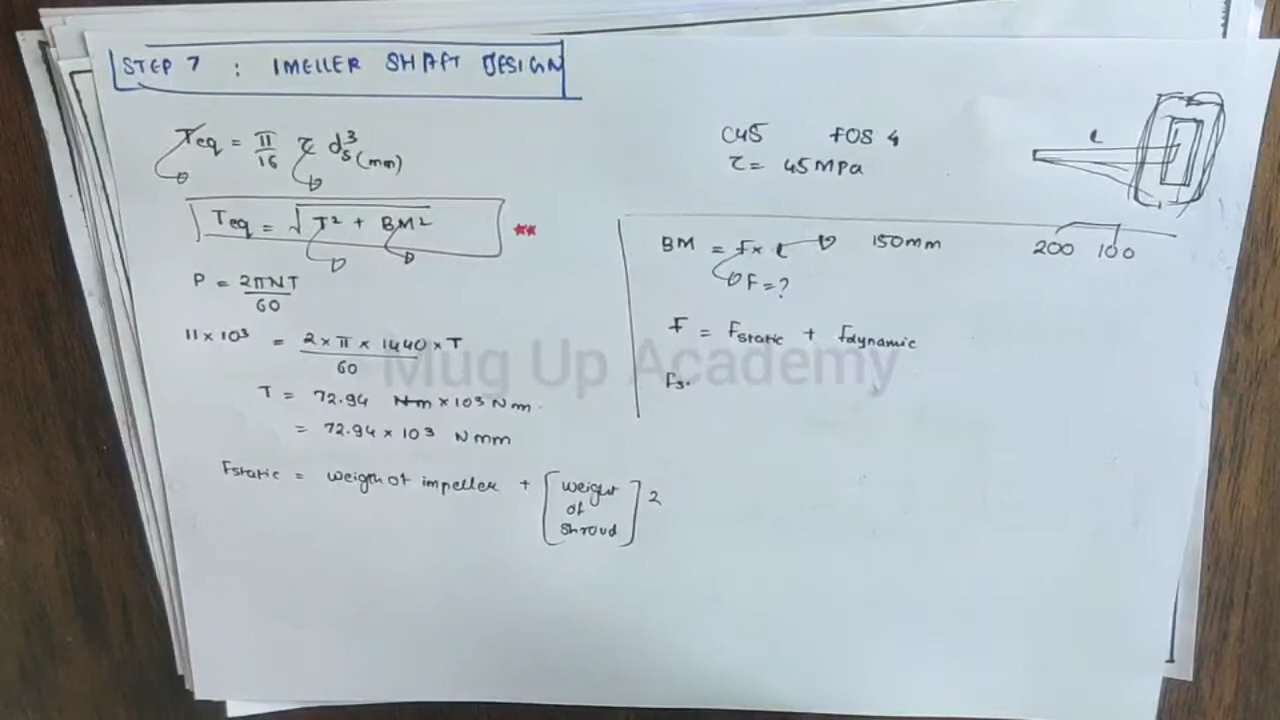 STEP 7 : IMELLER SHAFT DESIGN
Teq = π/16 τ ds³(mm)
Teq = √T² + BM² **
P = 2πNT/60
11 x 10³ = 2 x π x 1440 x T/60
T = 72.94 Nm x 10³ Nm.
= 72.94 x 10³ Nmm
Fstatic = weight of impeller + [weight of shroud] 2
C45 FOS 4
τ = 45 MPa
l
BM = F x l 150mm
200 100
F = ?
F = Fstatic + Fdynamic
Fs.
Mug Up Academy